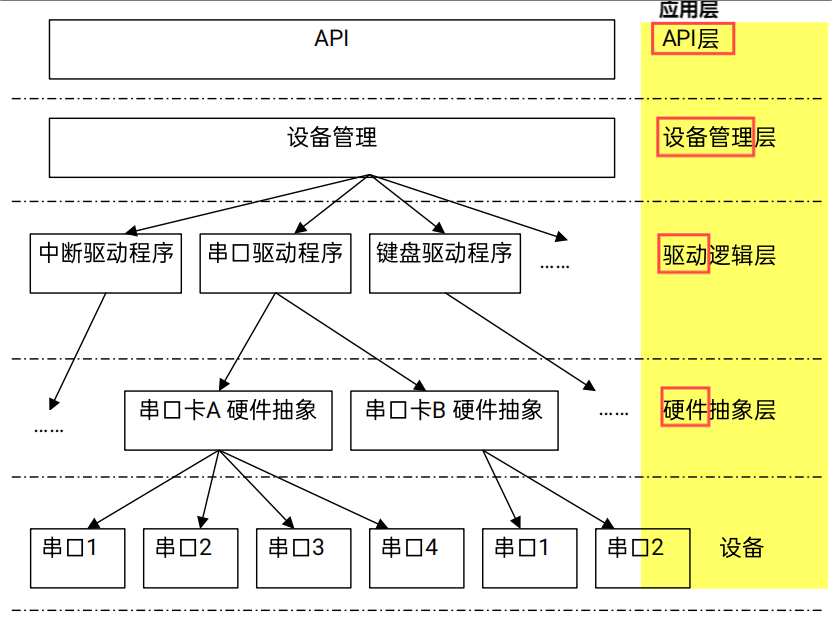 应用层
API
API层
设备管理
设备管理层
中断驱动程序
串口驱动程序
键盘驱动程序
……
驱动逻辑层
……
串口卡A 硬件抽象
串口卡B 硬件抽象
……
硬件抽象层
串口1
串口2
串口3
串口4
串口1
串口2
设备